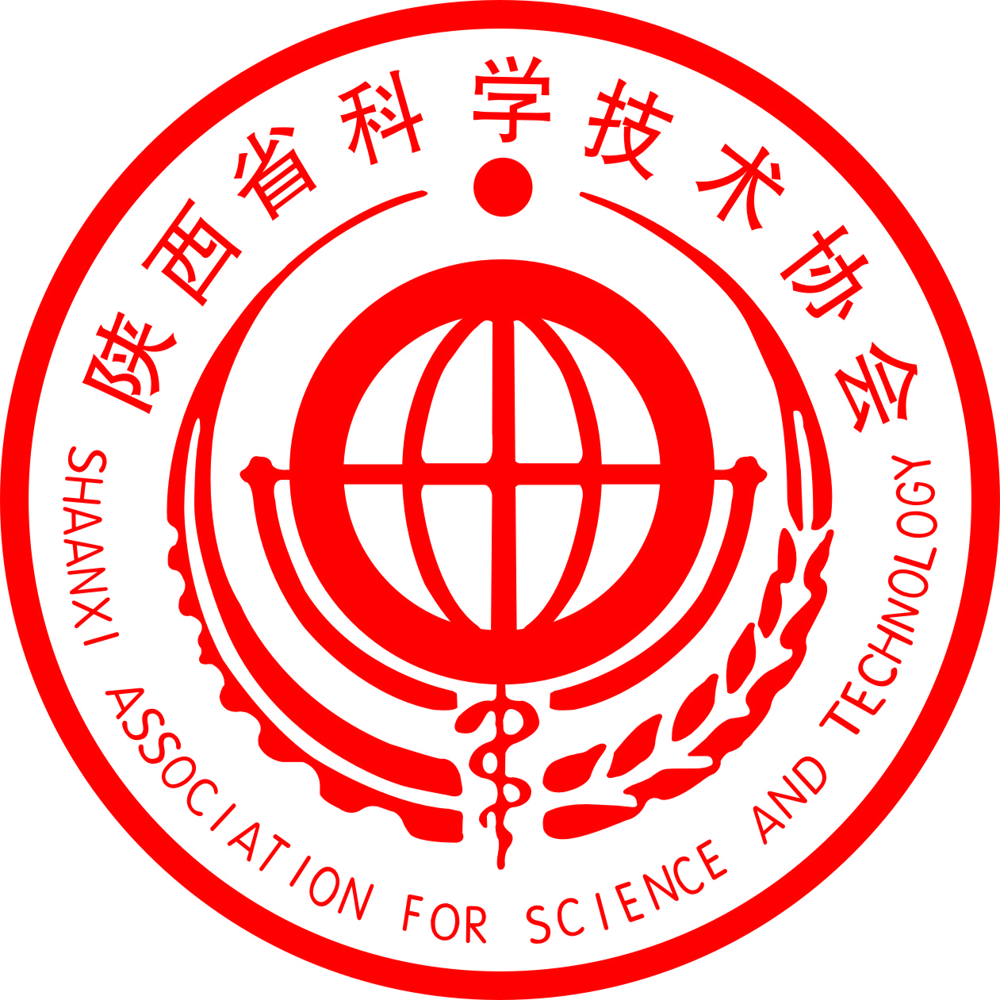 陕西省科学技术协会
SHAANXI ASSOCIATION FOR SCIENCE AND TECHNOLOGY